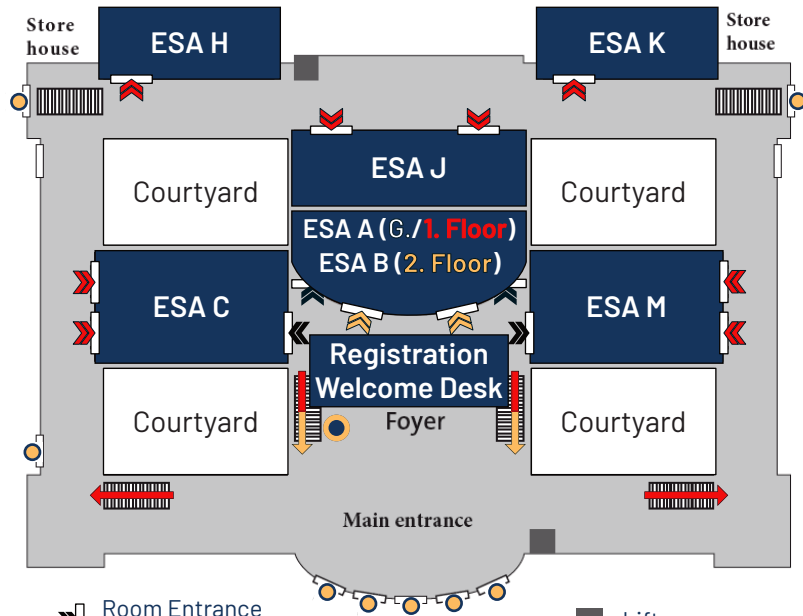 Store
house
ESA H
ESA K
Store
house
ESA J
Courtyard
Courtyard
ESA A (G./1. Floor)
ESA B (2. Floor)
ESA C
ESA M
Registration
Welcome Desk
Foyer
Courtyard
Courtyard
Main entrance
Room Entrance
Lift